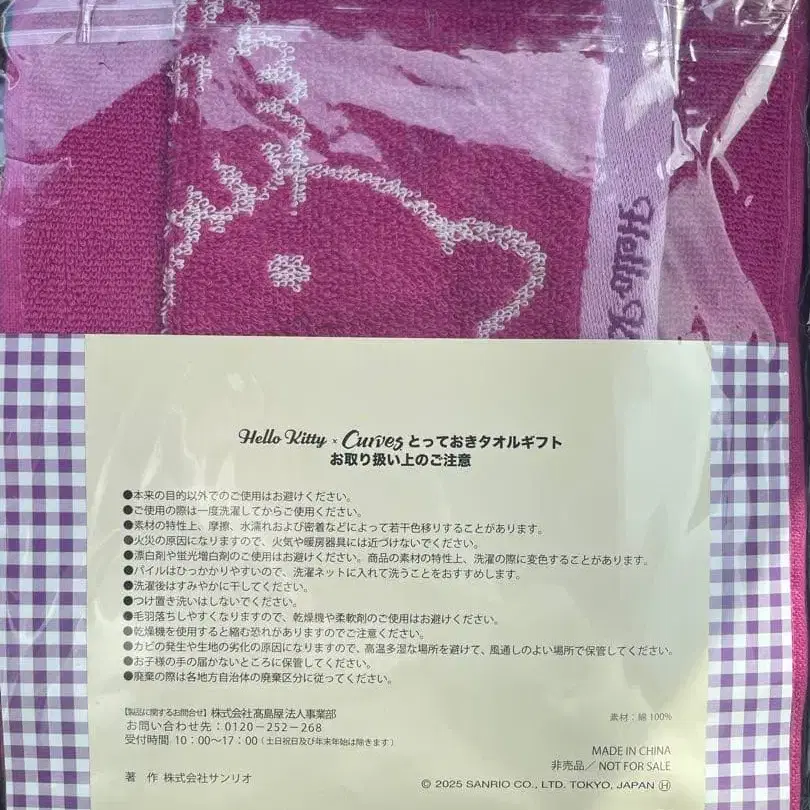 Hello K
Hello Kitty × Curves とっておきタオルギフト
お取り扱い上のご注意
●本来の目的以外でのご使用はお避けください。
●ご使用の際は一度洗濯してからご使用ください。
●素材の特性上、摩擦、水濡れおよび密着などによって若干色移りすることがあります。
●火災の原因になりますので、火気や暖房器具には近づけないでください。
●漂白剤や蛍光増白剤のご使用はお避けください。商品の素材の特性上、洗濯の際に変色することがあります。
●パイルはひっかかりやすいので、洗濯ネットに入れて洗うことをおすすめします。
●洗濯後はすみやかに干してください。
●つけ置き洗いはしないでください。
●毛羽落ちしやすくなりますので、乾燥機や柔軟剤のご使用はお避けください。
●乾燥機を使用すると縮む恐れがありますのでご注意ください。
●カビの発生や生地の劣化の原因になりますので、高温多湿な場所を避けて、風通しのよい場所で保管してください。
●お子様の手の届かないところに保管してください。
●廃棄の際は各地方自治体の廃棄区分に従ってください。
【製品に関するお問合せ】株式会社髙島屋 法人事業部
お問い合わせ先：0120-252-268
受付時間 10：00〜17：00（土日祝日及び年末年始は除きます）
素材：綿 100%
MADE IN CHINA
非売品／ NOT FOR SALE
著　作 株式会社サンリオ
© 2025 SANRIO CO., LTD. TOKYO, JAPAN Ⓗ